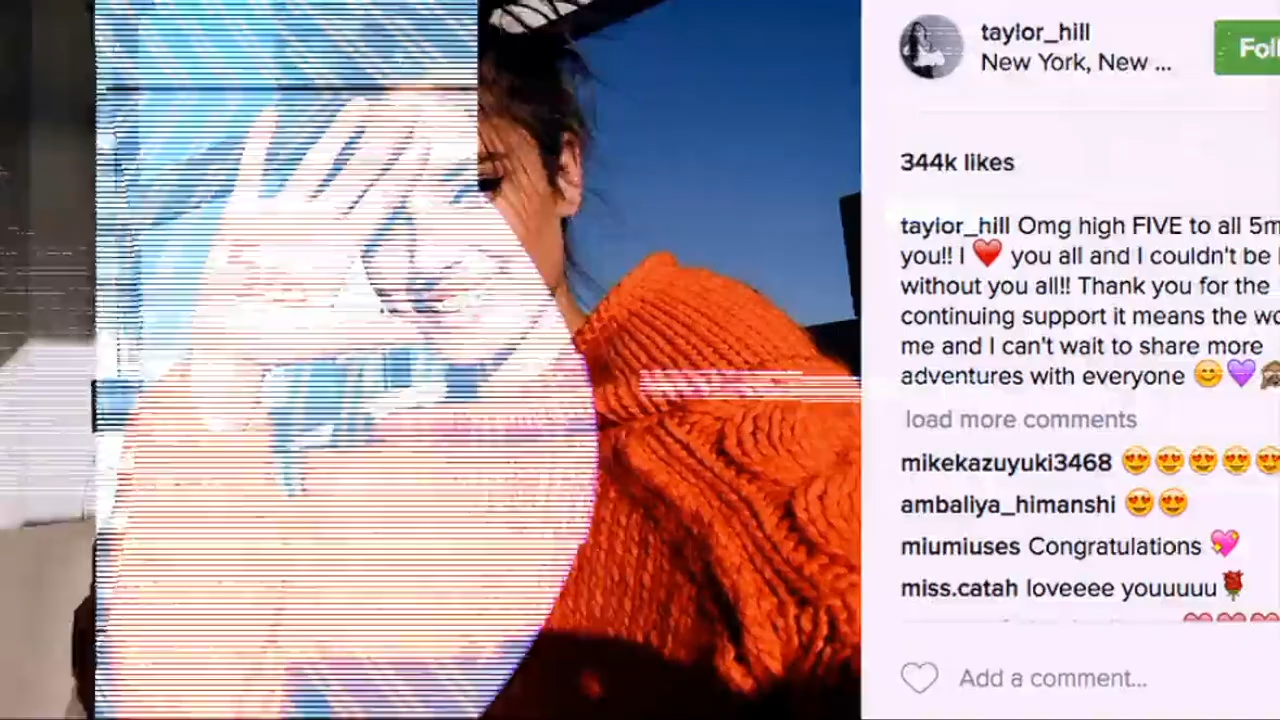 taylor_hill
New York, New ...
Fol
344k likes
taylor_hill Omg high FIVE to all 5m
you!! I ❤️ you all and I couldn't be
without you all!! Thank you for the
continuing support it means the wo
me and I can't wait to share more
adventures with everyone 😊💜🙈
load more comments
mikekazuyuki3468 😍😍😍😍😍
ambaliya_himanshi 😍😍
miumiuses Congratulations 💖
miss.catah loveeee youuuuu🌹
Add a comment...